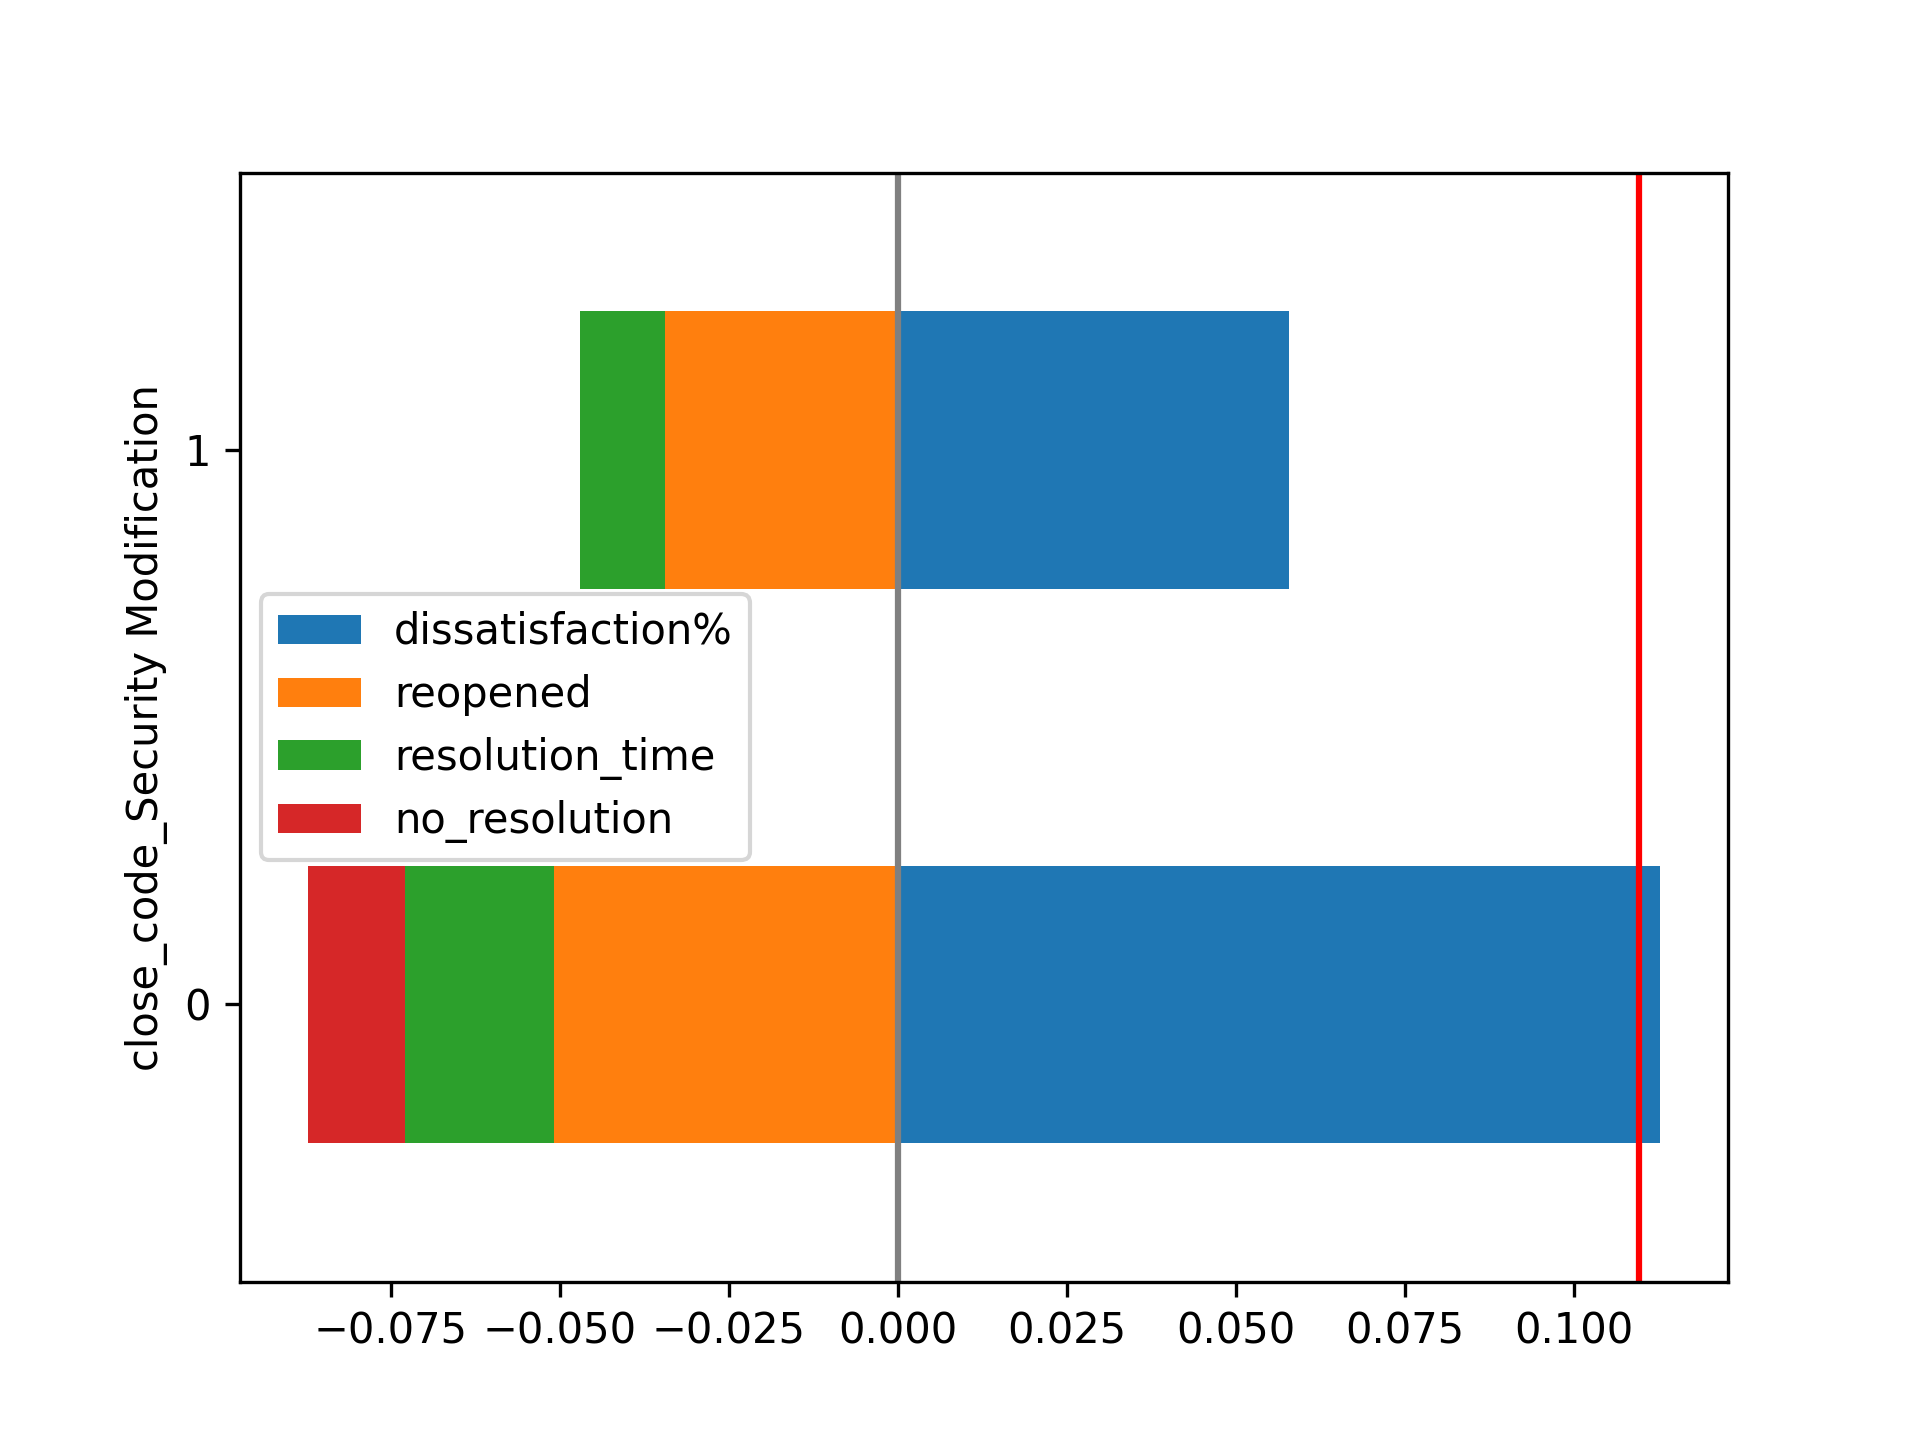 close_code_Security Modification
1
0
dissatisfaction%
reopened
resolution_time
no_resolution
−0.075 −0.050 −0.025 0.000 0.025 0.050 0.075 0.100